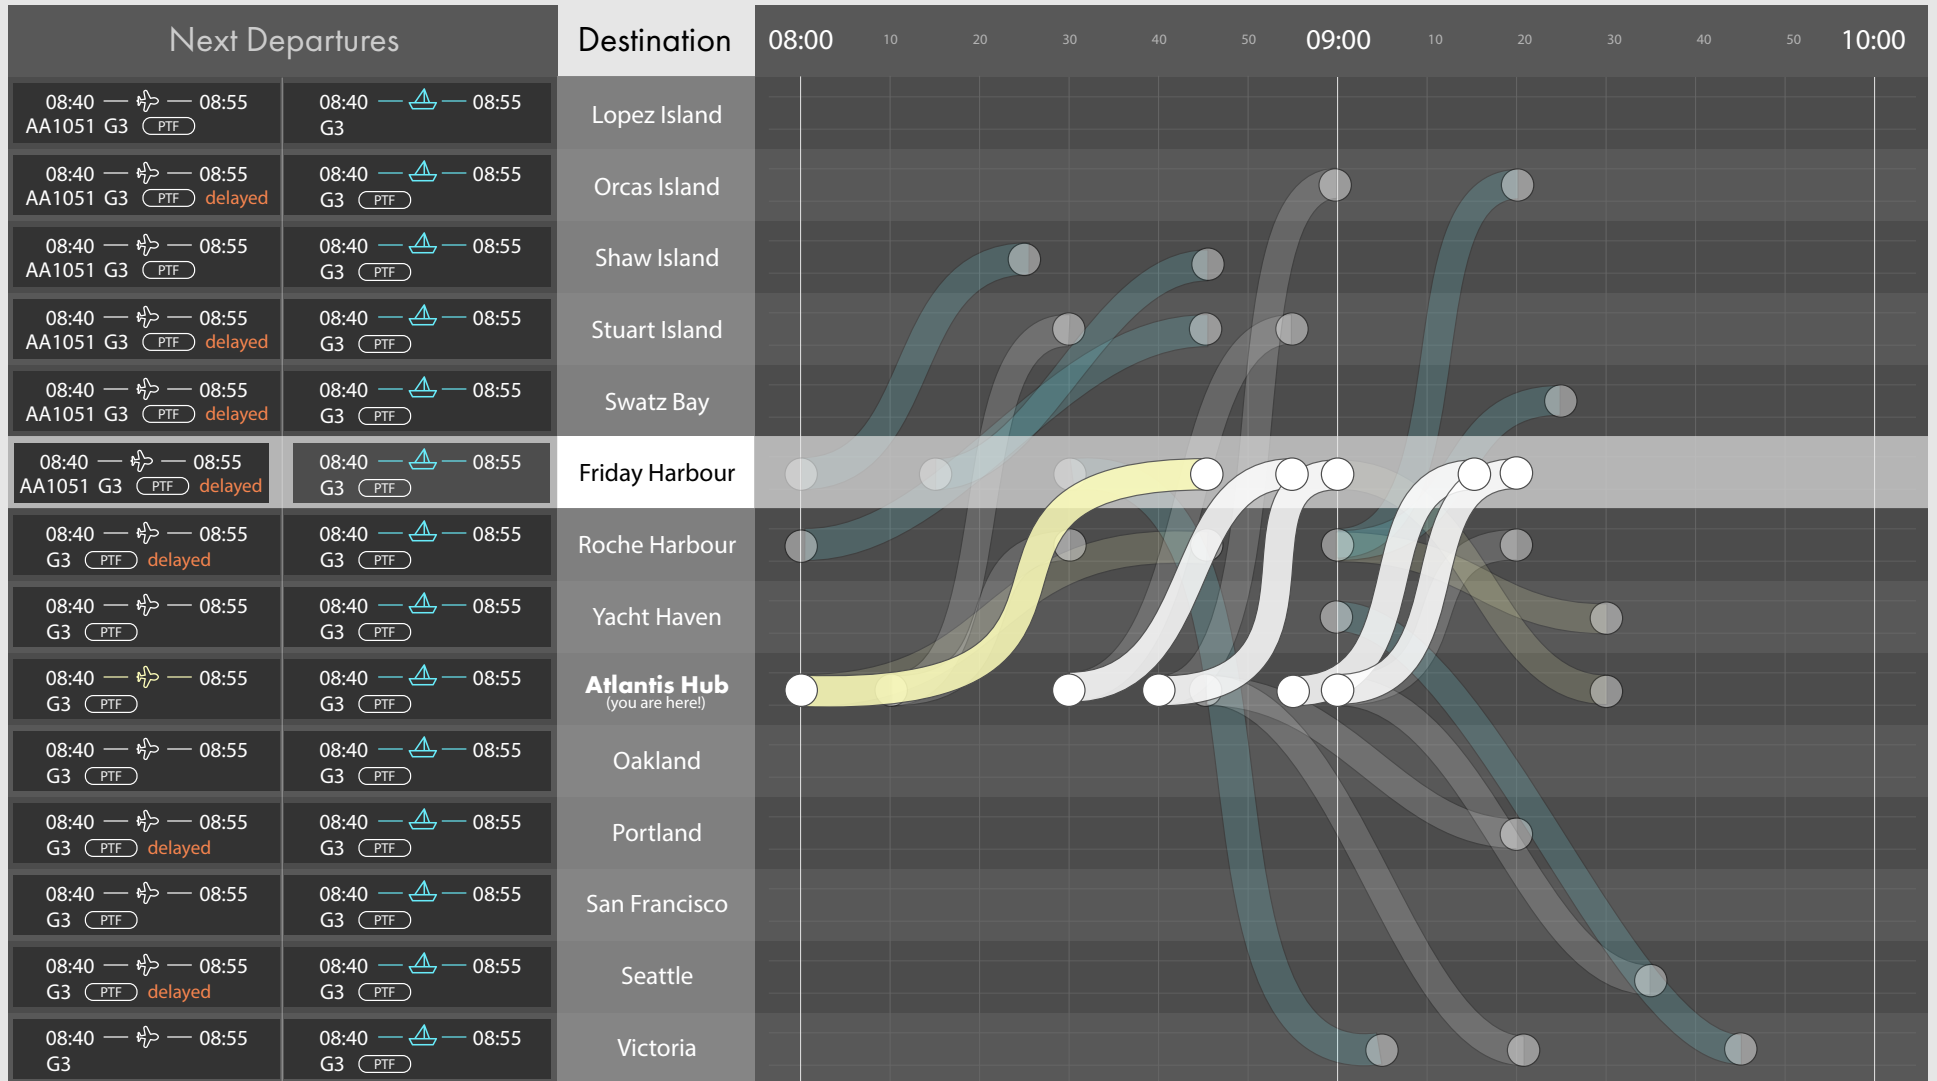 Next Departures Destination 08:00 10 20 30 40 50 09:00 10 20 30 40 50 10:00
08:40 08:55 08:40 08:55 Lopez Island
AA1051 G3 PTF G3
08:40 08:55 08:40 08:55 Orcas Island
AA1051 G3 PTF delayed G3 PTF
08:40 08:55 08:40 08:55 Shaw Island
AA1051 G3 PTF G3 PTF
08:40 08:55 08:40 08:55 Stuart Island
AA1051 G3 PTF delayed G3 PTF
08:40 08:55 08:40 08:55 Swatz Bay
AA1051 G3 PTF delayed G3 PTF
08:40 08:55 08:40 08:55 Friday Harbour
AA1051 G3 PTF delayed G3 PTF
08:40 08:55 08:40 08:55 Roche Harbour
G3 PTF delayed G3 PTF
08:40 08:55 08:40 08:55 Yacht Haven
G3 PTF G3 PTF
08:40 08:55 08:40 08:55 Atlantis Hub
G3 PTF G3 PTF (you are here!)
08:40 08:55 08:40 08:55 Oakland
G3 PTF G3 PTF
08:40 08:55 08:40 08:55 Portland
G3 PTF delayed G3 PTF
08:40 08:55 08:40 08:55 San Francisco
G3 PTF G3 PTF
08:40 08:55 08:40 08:55 Seattle
G3 PTF delayed G3 PTF
08:40 08:55 08:40 08:55 Victoria
G3 G3 PTF